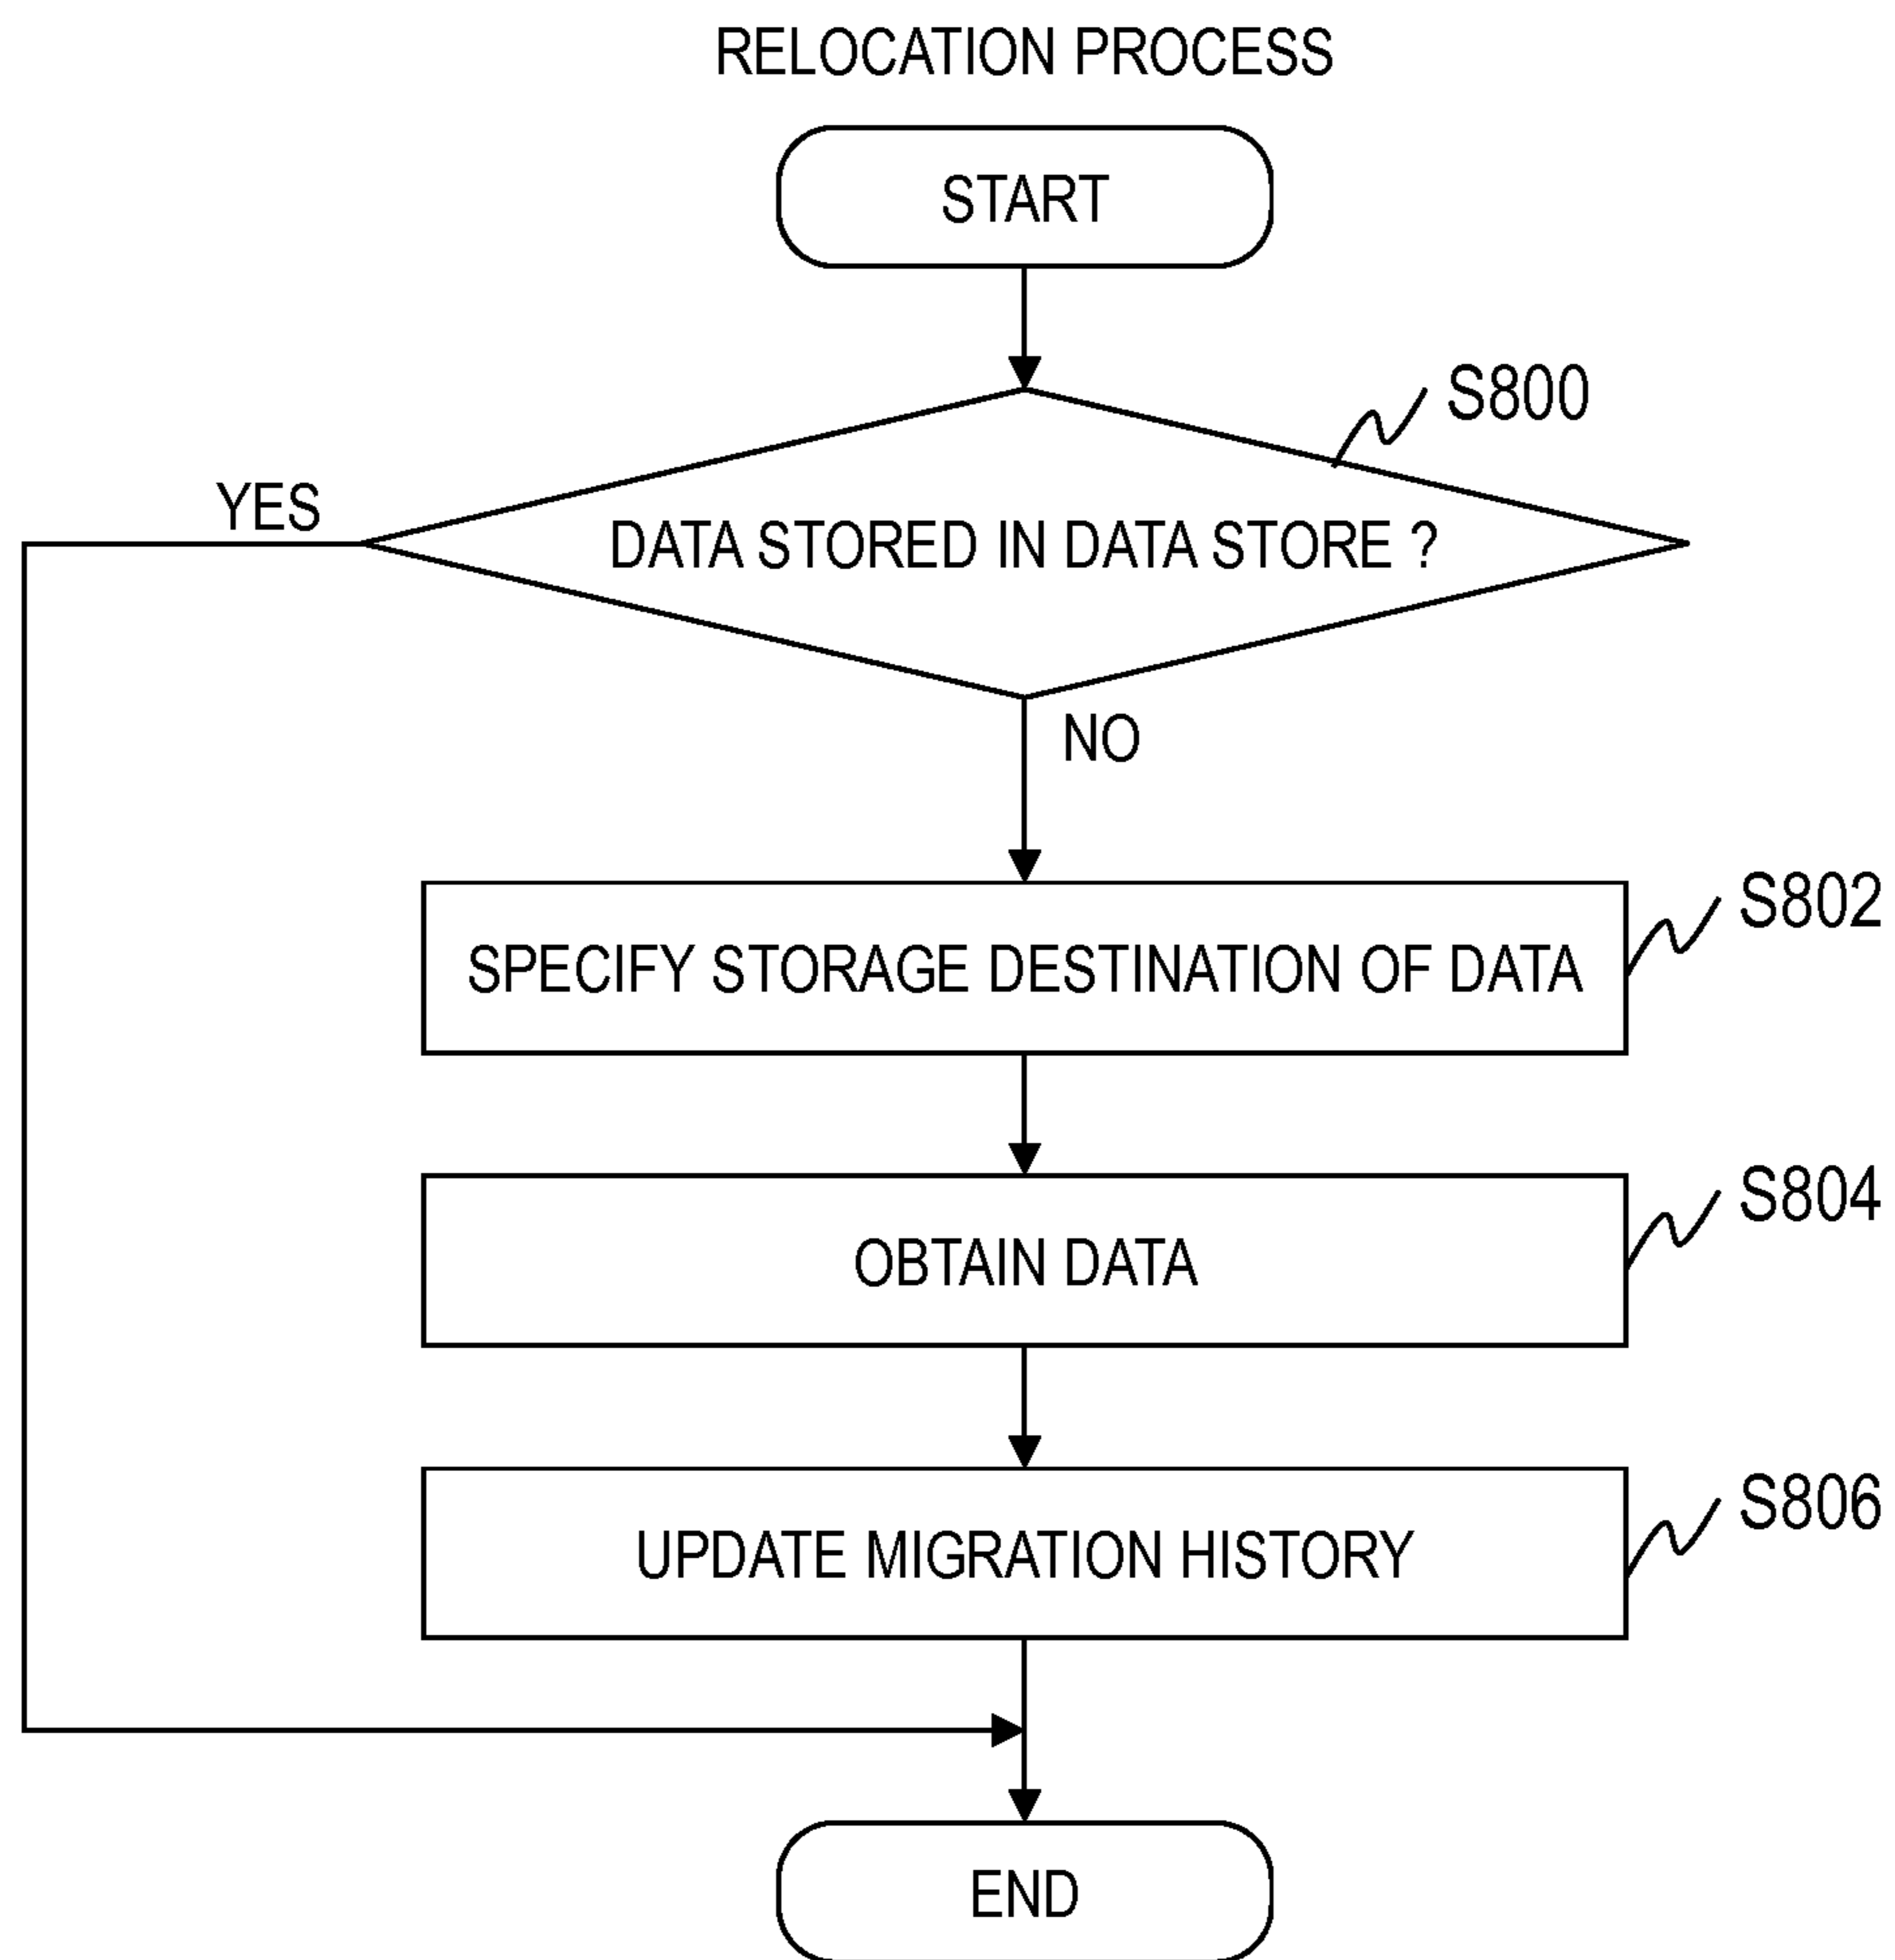 RELOCATION PROCESS
START
S800
YES
DATA STORED IN DATA STORE ?
NO
S802
SPECIFY STORAGE DESTINATION OF DATA
S804
OBTAIN DATA
S806
UPDATE MIGRATION HISTORY
END